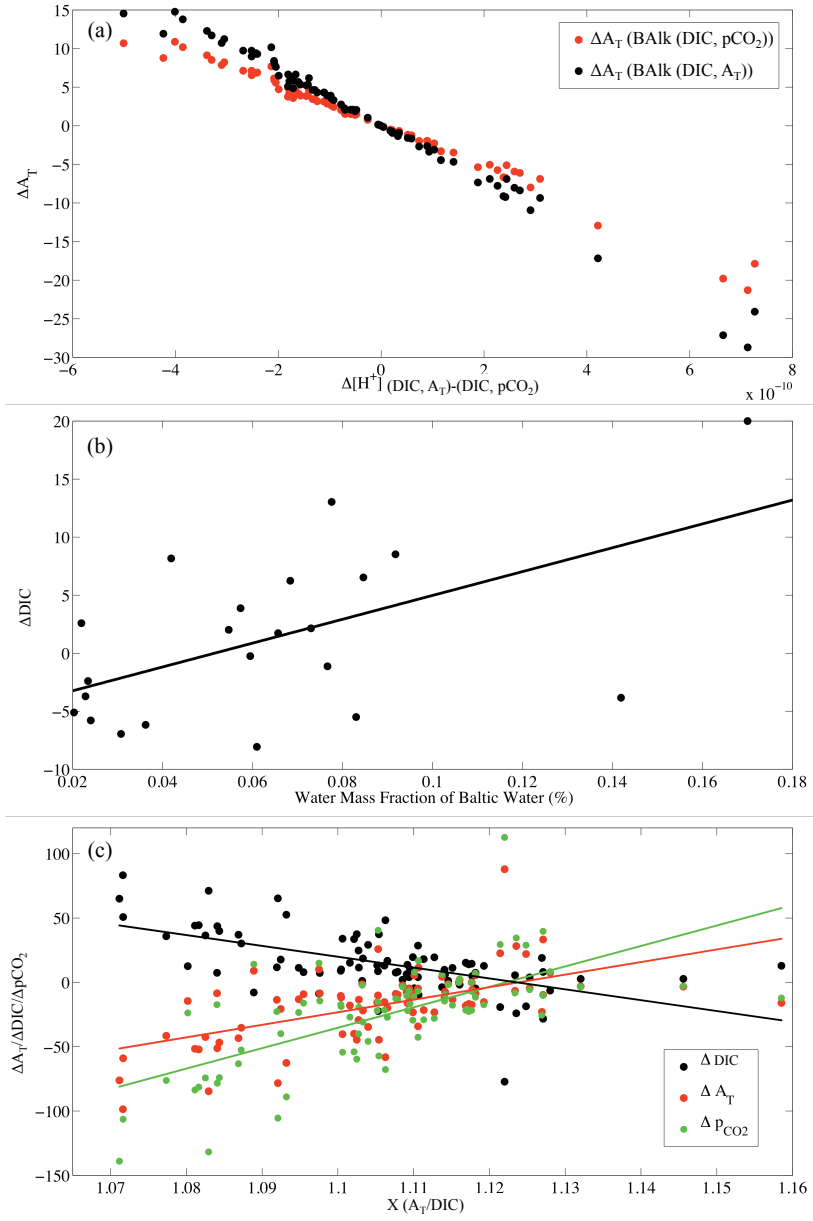 (a)
ΔA_T (BAlk (DIC, pCO₂))
ΔA_T (BAlk (DIC, A_T))
15
10
5
0
−5
−10
−15
−20
−25
−30
ΔA_T
−6 −4 −2 0 2 4 6 8
x 10⁻¹⁰
Δ[H⁺] (DIC, A_T)-(DIC, pCO₂)
(b)
20
15
10
5
0
−5
−10
ΔDIC
0.02 0.04 0.06 0.08 0.1 0.12 0.14 0.16 0.18
Water Mass Fraction of Baltic Water (%)
(c)
100
50
0
−50
−100
−150
ΔA_T/ΔDIC/ΔpCO₂
Δ DIC
Δ A_T
Δ p_CO2
1.07 1.08 1.09 1.1 1.11 1.12 1.13 1.14 1.15 1.16
X (A_T/DIC)